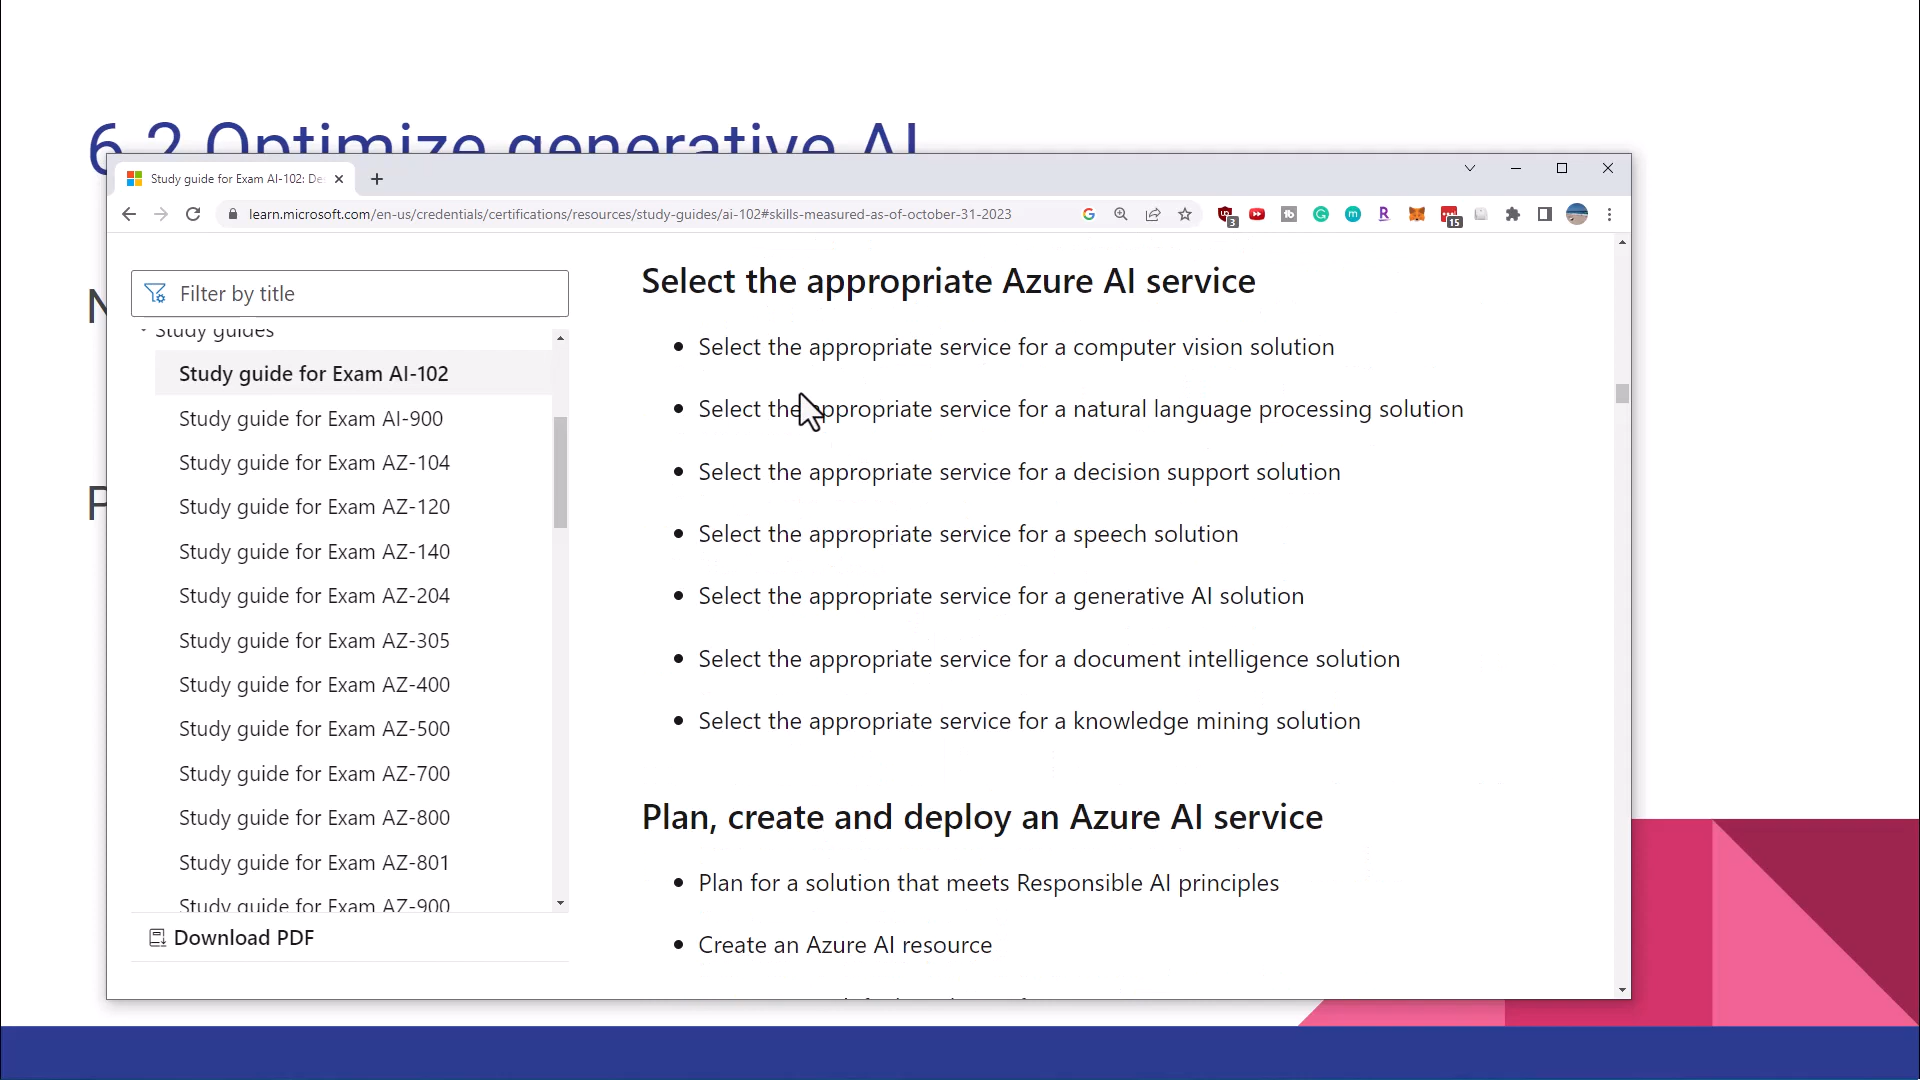 6.2 Optimize generative AI
N
P
Study guide for Exam AI-102: De
learn.microsoft.com/en-us/credentials/certifications/resources/study-guides/ai-102#skills-measured-as-of-october-31-2023
3
15
Filter by title
Study guides
Study guide for Exam AI-102
Study guide for Exam AI-900
Study guide for Exam AZ-104
Study guide for Exam AZ-120
Study guide for Exam AZ-140
Study guide for Exam AZ-204
Study guide for Exam AZ-305
Study guide for Exam AZ-400
Study guide for Exam AZ-500
Study guide for Exam AZ-700
Study guide for Exam AZ-800
Study guide for Exam AZ-801
Study guide for Exam AZ-900
Download PDF
Select the appropriate Azure AI service
• Select the appropriate service for a computer vision solution
• Select the appropriate service for a natural language processing solution
• Select the appropriate service for a decision support solution
• Select the appropriate service for a speech solution
• Select the appropriate service for a generative AI solution
• Select the appropriate service for a document intelligence solution
• Select the appropriate service for a knowledge mining solution
Plan, create and deploy an Azure AI service
• Plan for a solution that meets Responsible AI principles
• Create an Azure AI resource